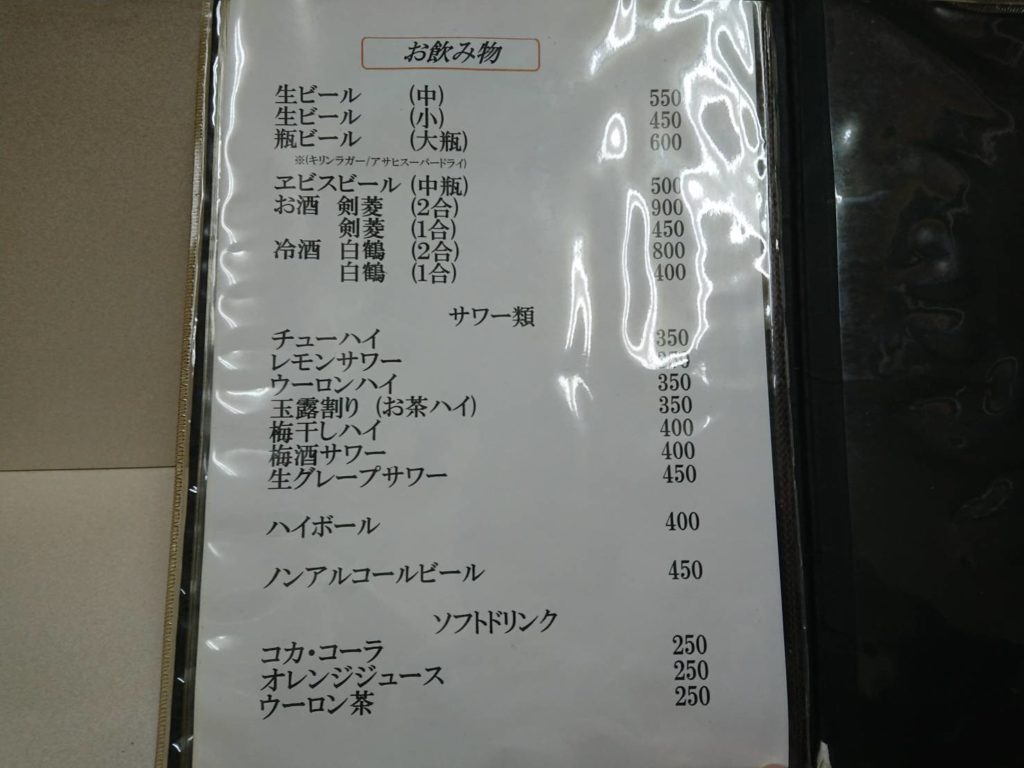 お飲み物
生ビール (中) 550
生ビール (小) 450
瓶ビール (大瓶) 600
※(キリンラガー/アサヒスーパードライ)
ヱビスビール (中瓶) 500
お酒 剣菱 (2合) 900
剣菱 (1合) 450
冷酒 白鶴 (2合) 800
白鶴 (1合) 400
サワー類
チューハイ 350
レモンサワー
ウーロンハイ 350
玉露割り (お茶ハイ) 350
梅干しハイ 400
梅酒サワー 400
生グレープサワー 450
ハイボール 400
ノンアルコールビール 450
ソフトドリンク
コカ・コーラ 250
オレンジジュース 250
ウーロン茶 250